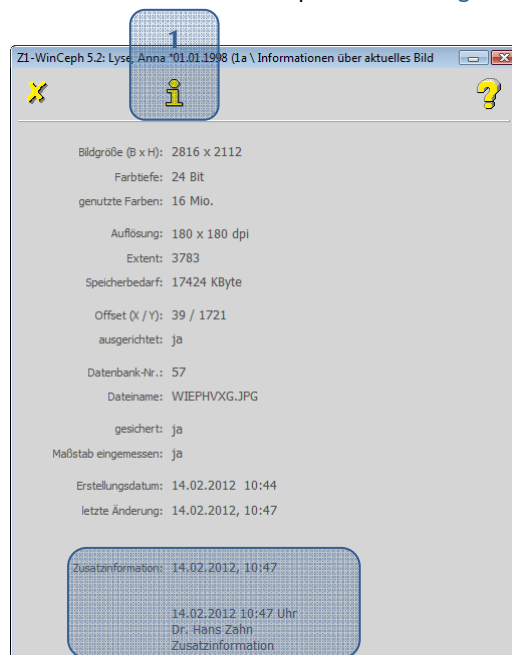 1
Z1-WinCeph 5.2: Lyse, Anna *01.01.1998 (1a \ Informationen über aktuelles Bild
Bildgröße (B x H): 2816 x 2112
Farbtiefe: 24 Bit
genutzte Farben: 16 Mio.
Auflösung: 180 x 180 dpi
Extent: 3783
Speicherbedarf: 17424 KByte
Offset (X / Y): 39 / 1721
ausgerichtet: ja
Datenbank-Nr.: 57
Dateiname: WIEPHVXG.JPG
gesichert: ja
Maßstab eingemessen: ja
Erstellungsdatum: 14.02.2012 10:44
letzte Änderung: 14.02.2012, 10:47
Zusatzinformation: 14.02.2012, 10:47
14.02.2012 10:47 Uhr
Dr. Hans Zahn
Zusatzinformation